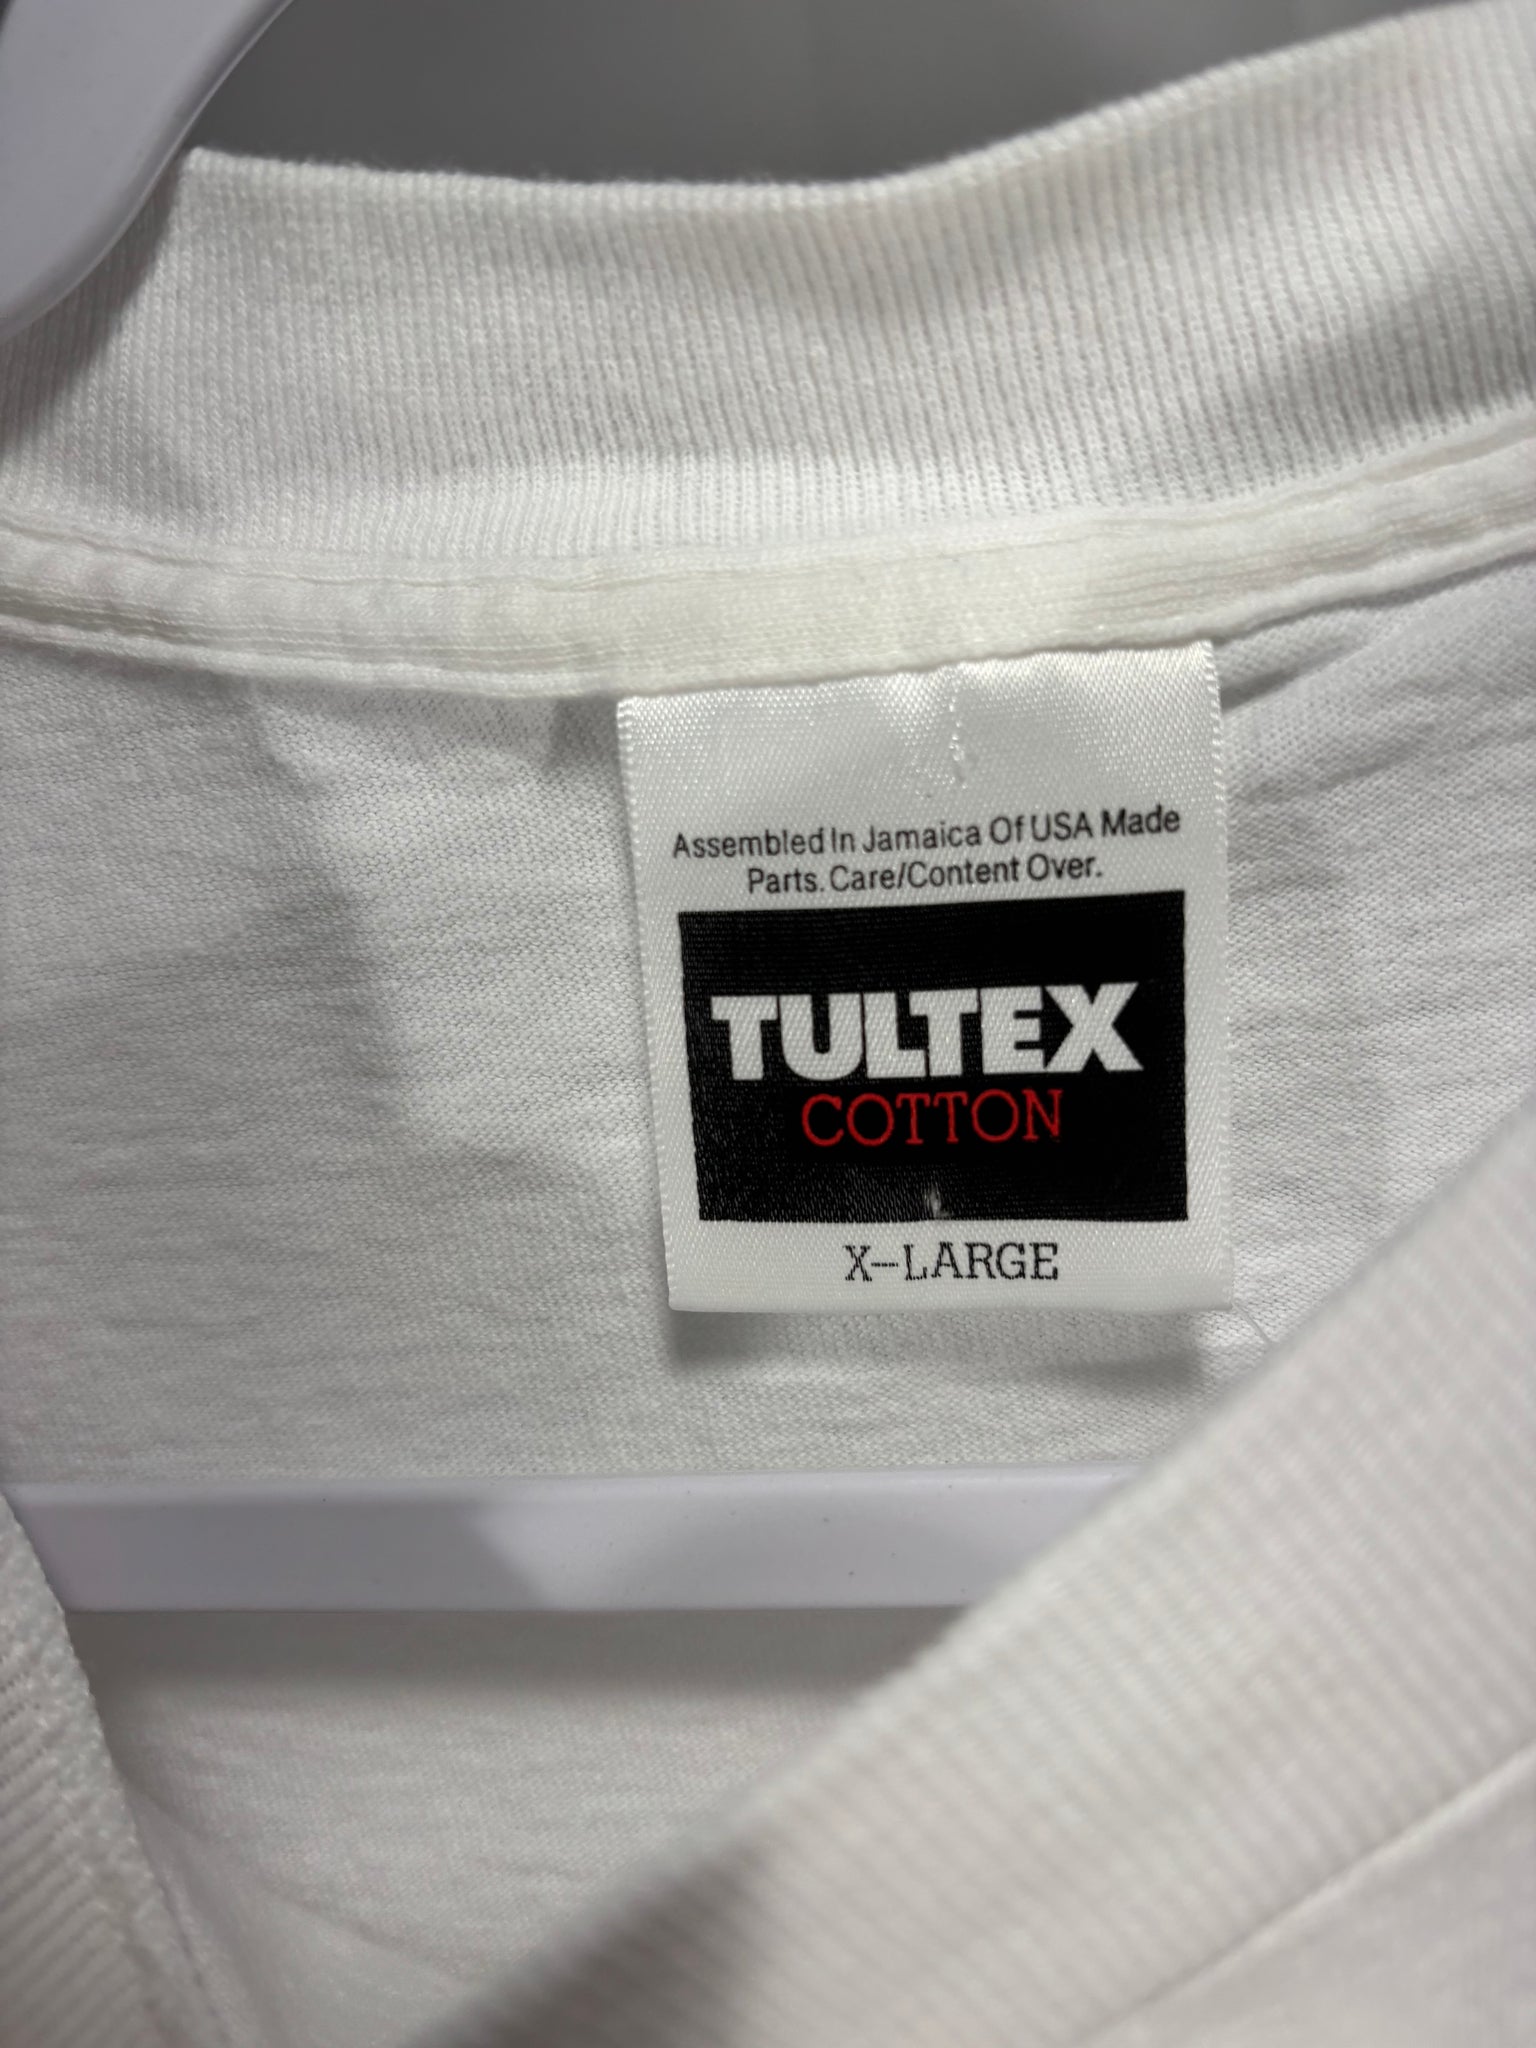 Assembled In Jamaica Of USA Made
Parts. Care/Content Over.
TULTEX
COTTON
X-LARGE